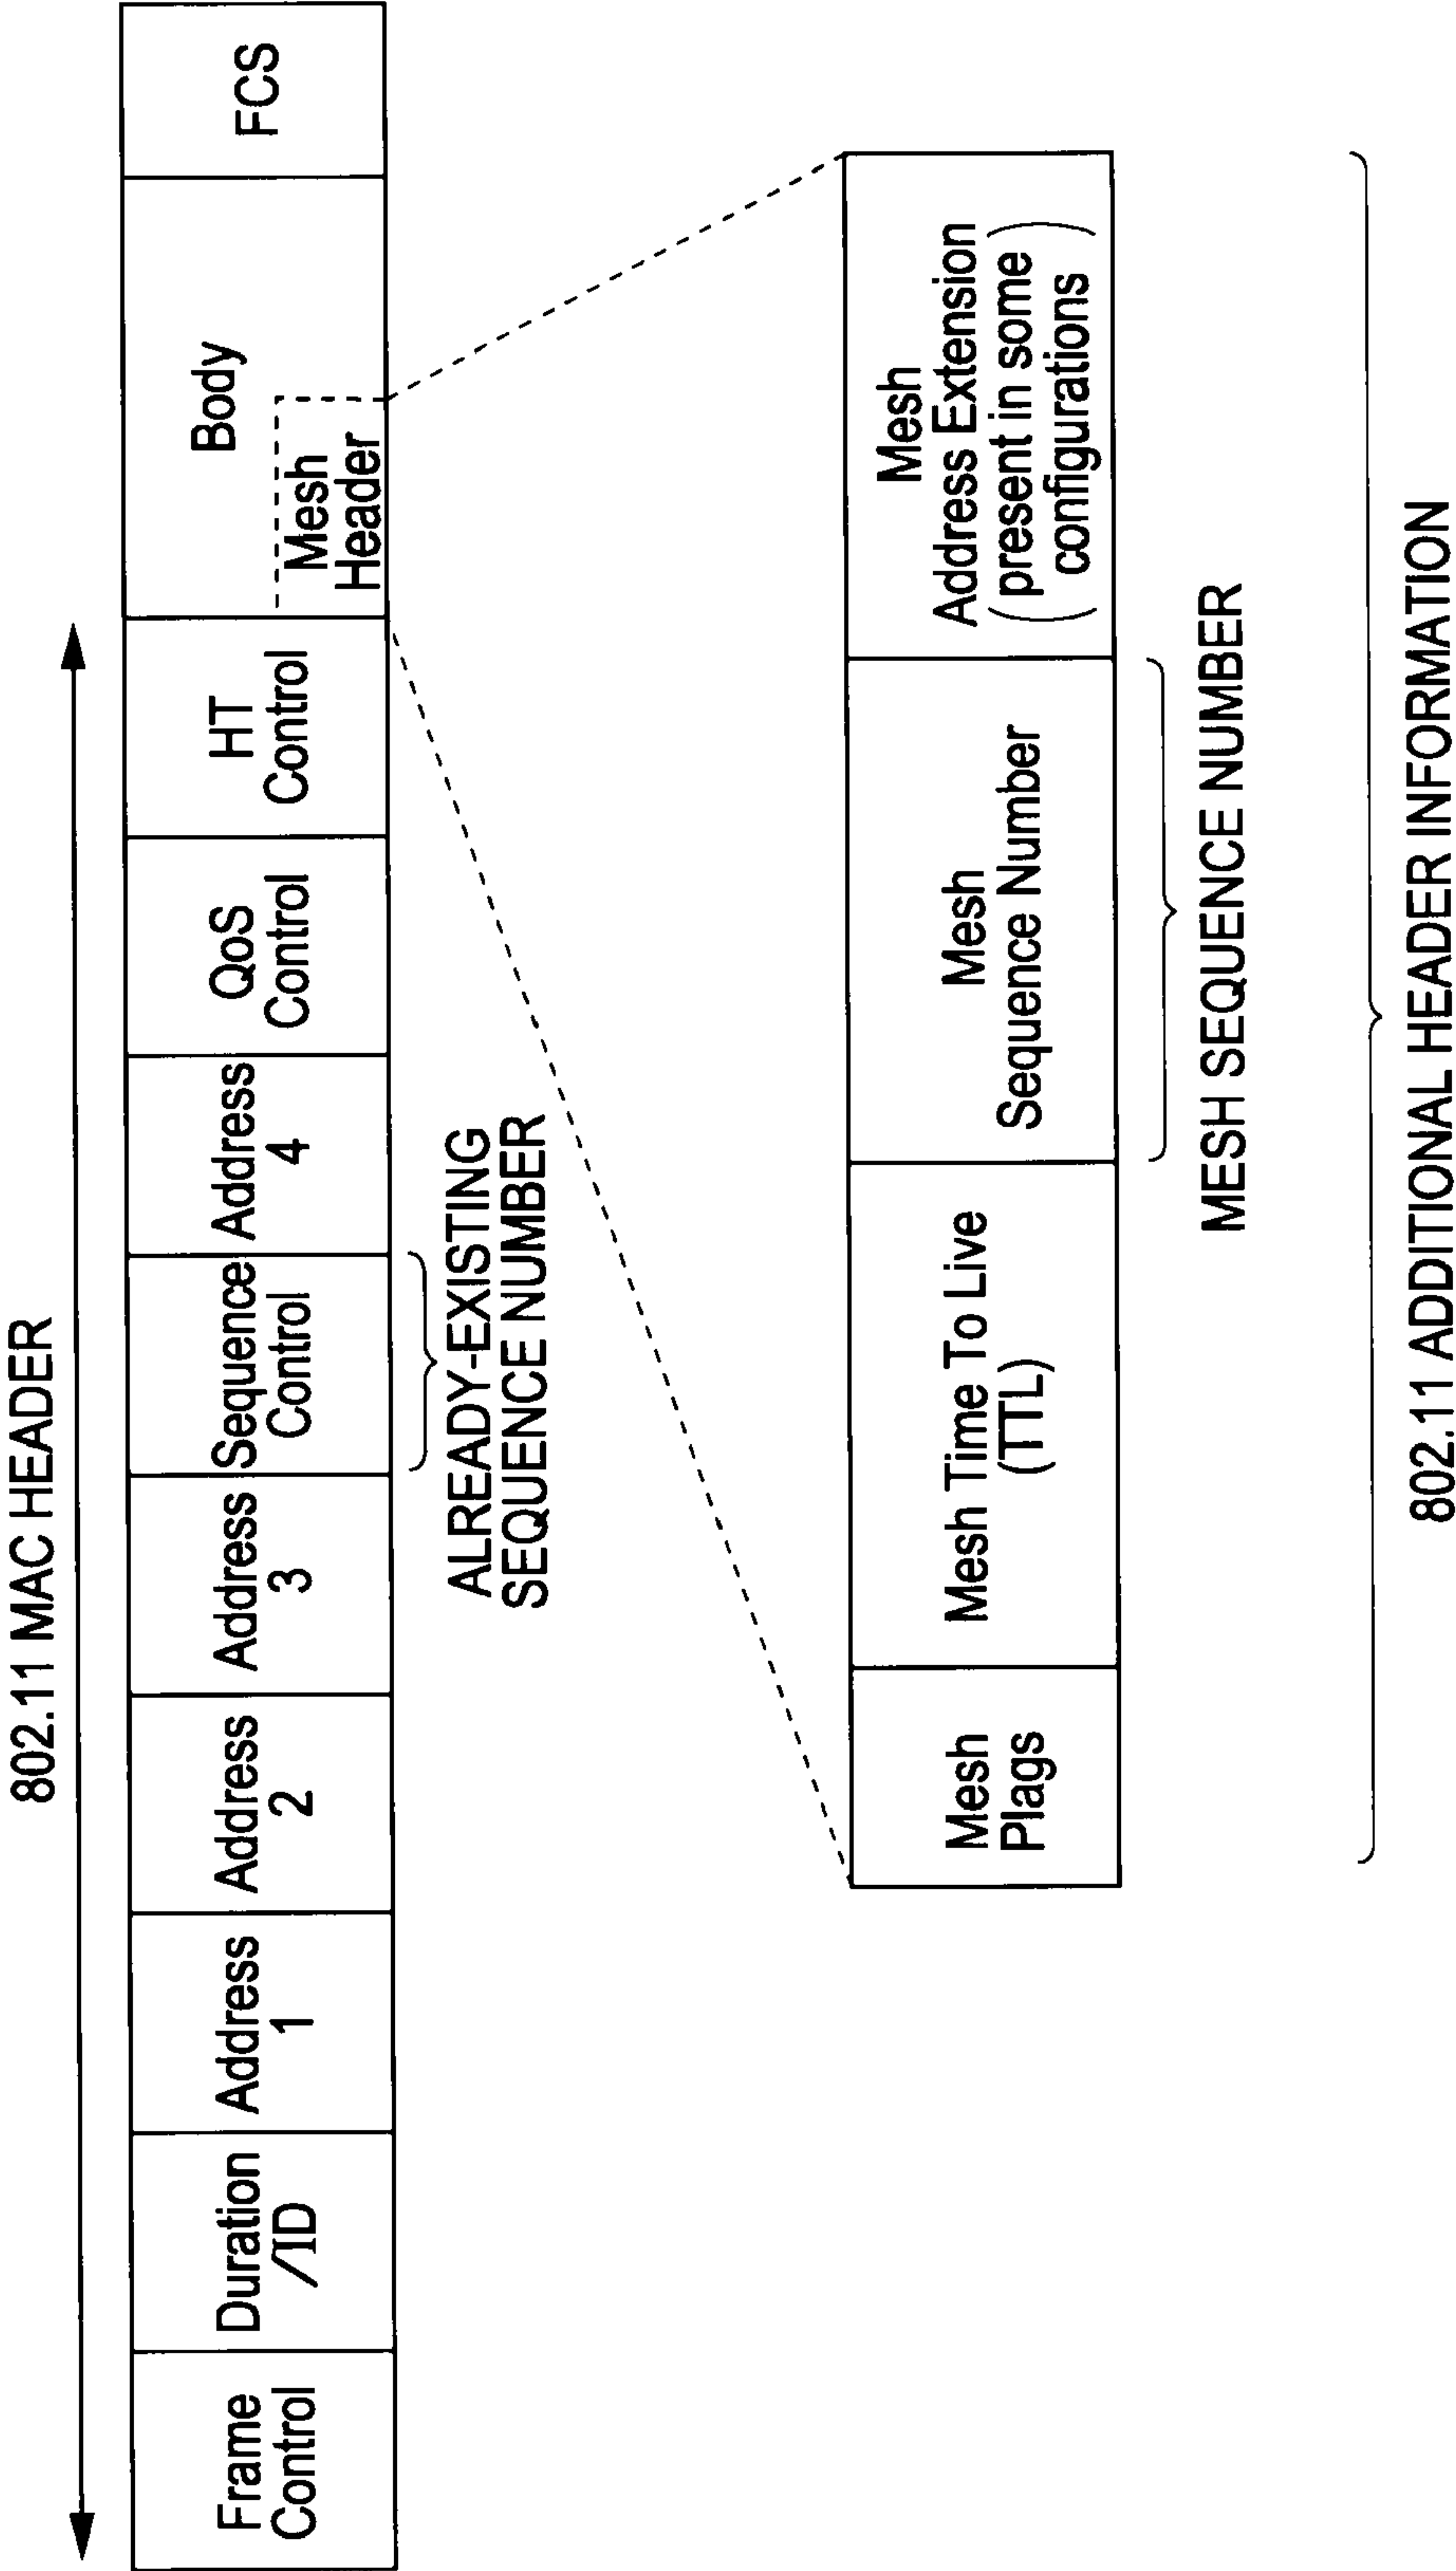 802.11 MAC HEADER
Frame
Control
Duration
/ID
Address
1
Address
2
Address
3
Sequence
Control
Address
4
QoS
Control
HT
Control
Body
Mesh
Header
FCS
ALREADY-EXISTING
SEQUENCE NUMBER
Mesh
Plags
Mesh Time To Live
(TTL)
Mesh
Sequence Number
Mesh
Address Extension
(present in some
configurations)
MESH SEQUENCE NUMBER
802.11 ADDITIONAL HEADER INFORMATION